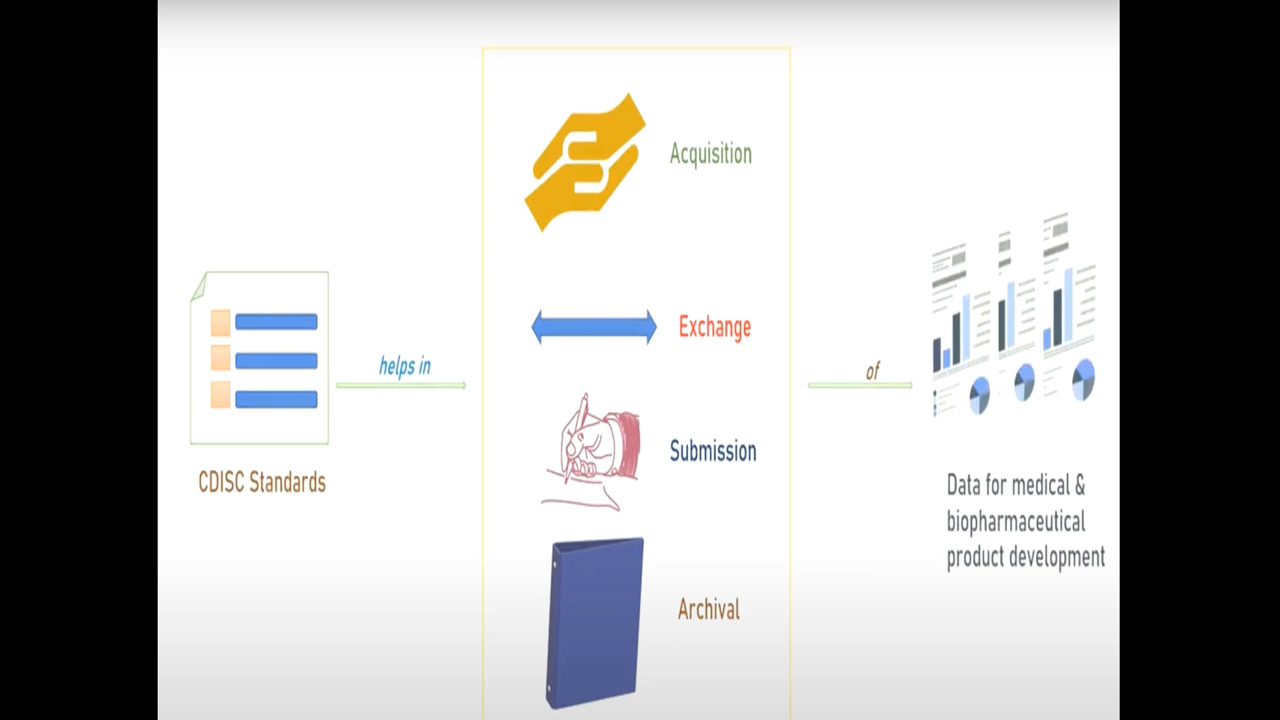 CDISC Standards
helps in
Acquisition
Exchange
Submission
Archival
of
Data for medical &
biopharmaceutical
product development